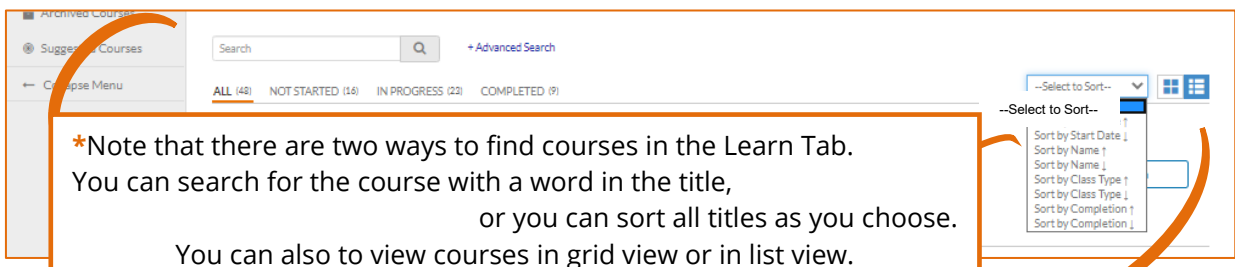 Archived Courses
Suggested Courses
Search
+ Advanced Search
← Collapse Menu
ALL (48) NOT STARTED (16) IN PROGRESS (23) COMPLETED (9)
--Select to Sort--
--Select to Sort--
Sort by Start Date ↓
Sort by Name ↑
Sort by Name ↓
Sort by Class Type ↑
Sort by Class Type ↓
Sort by Completion ↑
Sort by Completion ↓
*Note that there are two ways to find courses in the Learn Tab.
You can search for the course with a word in the title,
or you can sort all titles as you choose.
You can also to view courses in grid view or in list view.